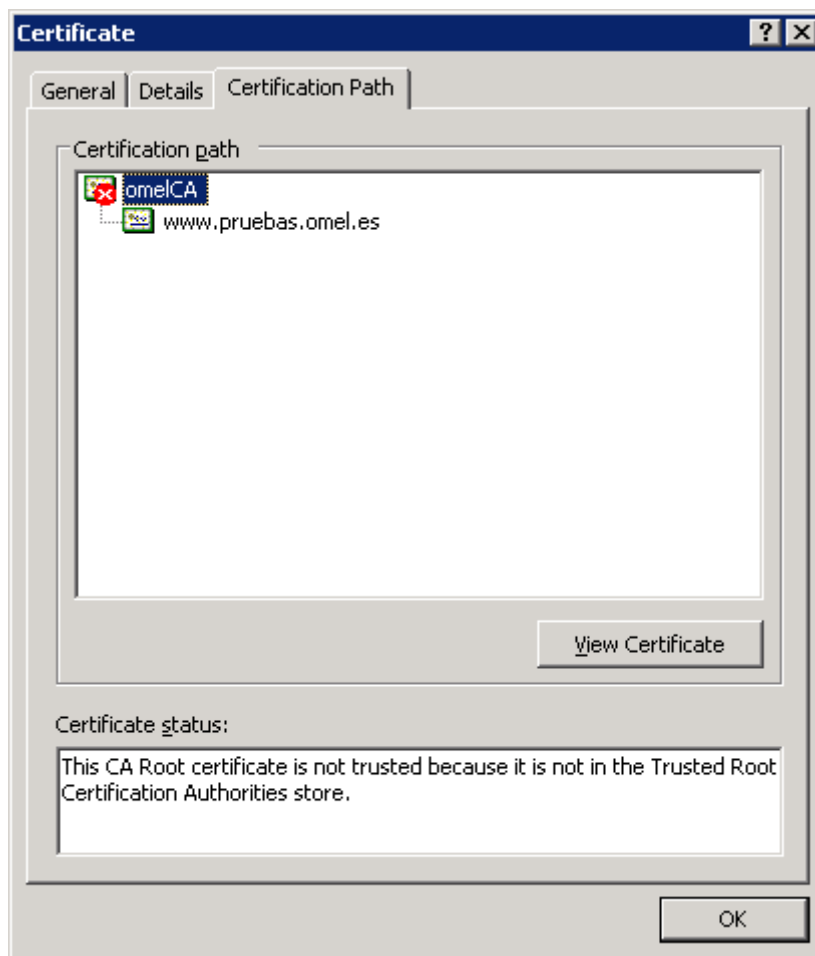 Certificate
General Details Certification Path
Certification path
omelCA
www.pruebas.omel.es
View Certificate
Certificate status:
This CA Root certificate is not trusted because it is not in the Trusted Root
Certification Authorities store.
OK